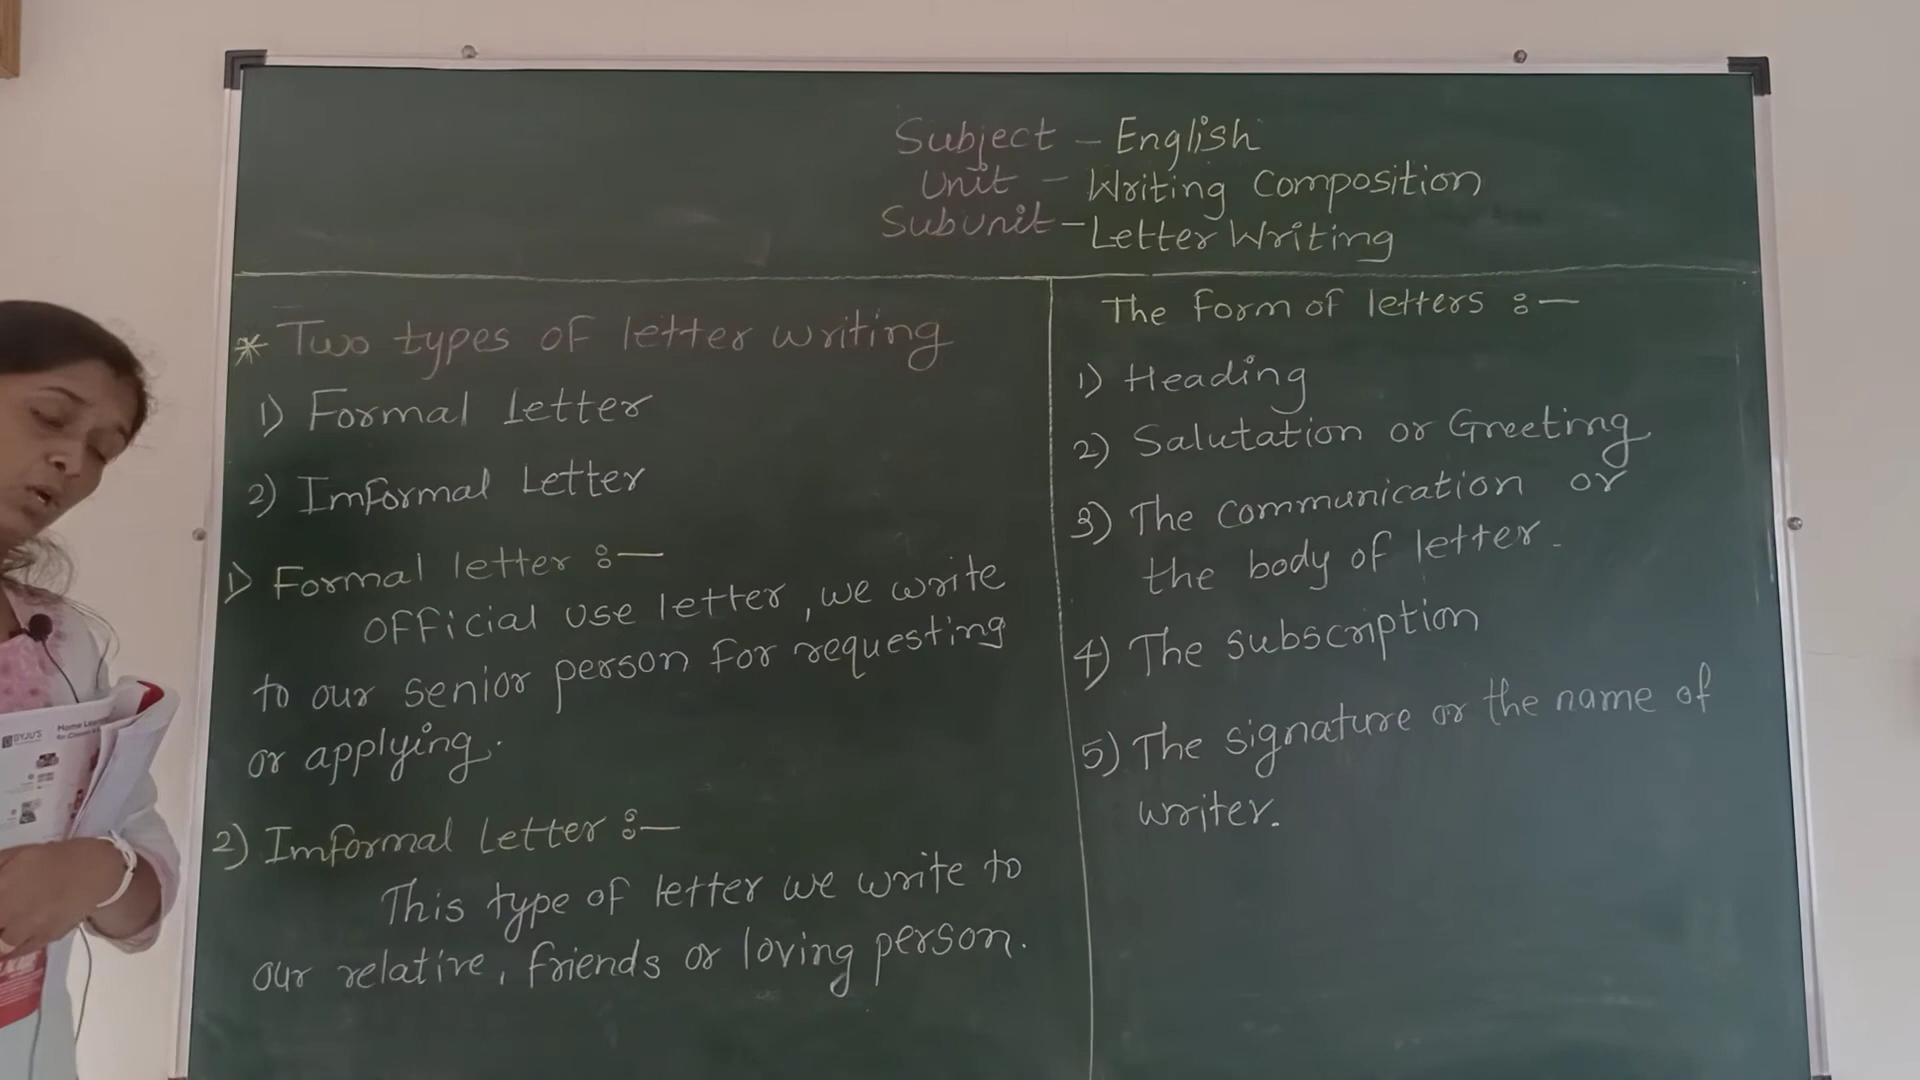 Subject - English
Unit - Writing Composition
Subunit - Letter Writing
* Two types of letter writing
1) Formal Letter
2) Imformal Letter
1) Formal letter :—
Official use letter, we write
to our senior person for requesting
or applying.
2) Imformal Letter :—
This type of letter we write to
our relative, friends or loving person.
The form of letters :—
1) Heading
2) Salutation or Greeting
3) The communication or
the body of letter.
4) The subscription
5) The signature or the name of
writer.
BYJU'S